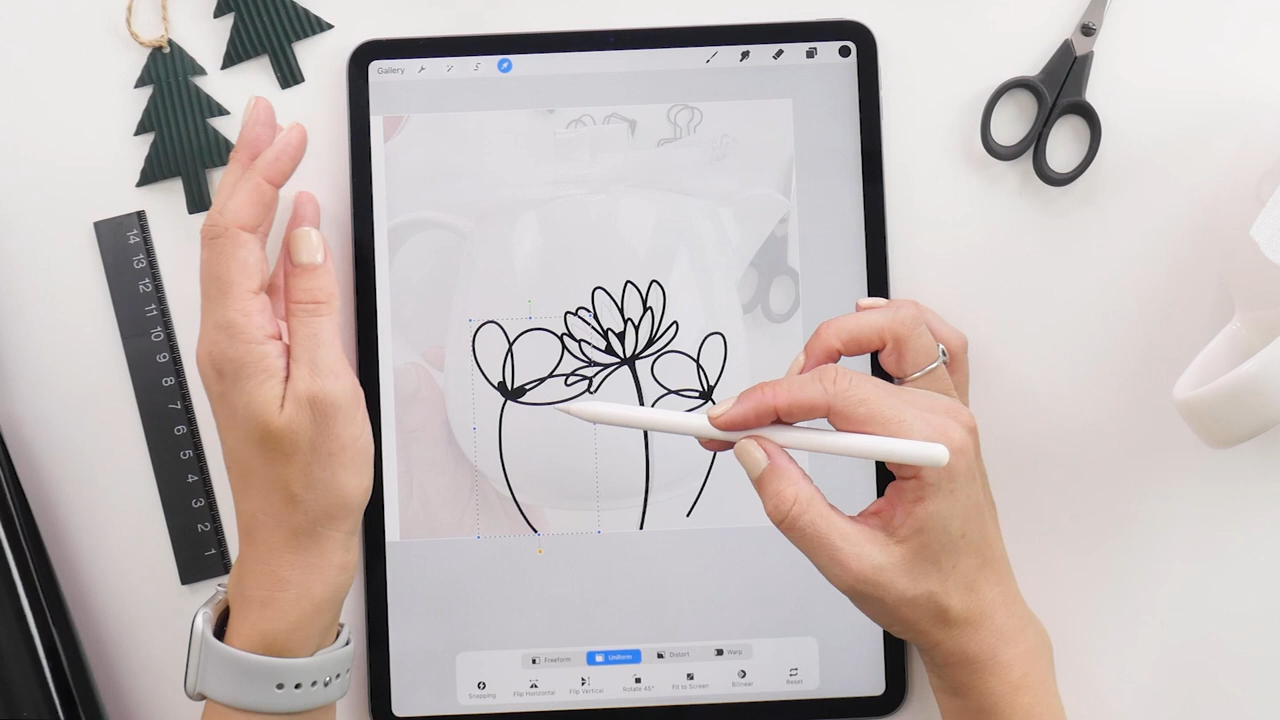 Gallery
14
13
12
11
10
9
8
7
6
5
4
3
2
1
Freeform
Uniform
Distort
Warp
Snapping
Flip Horizontal
Flip Vertical
Rotate 45°
Fit to Screen
Bilinear
Reset